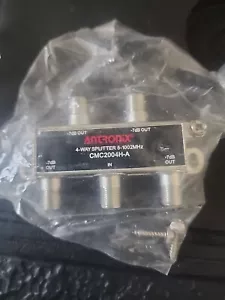 -7dB OUT
-7dB OUT
ANTRONIX
4-WAY SPLITTER 5-1002MHz
CMC2004H-A
-7dB OUT
-7dB OUT
IN